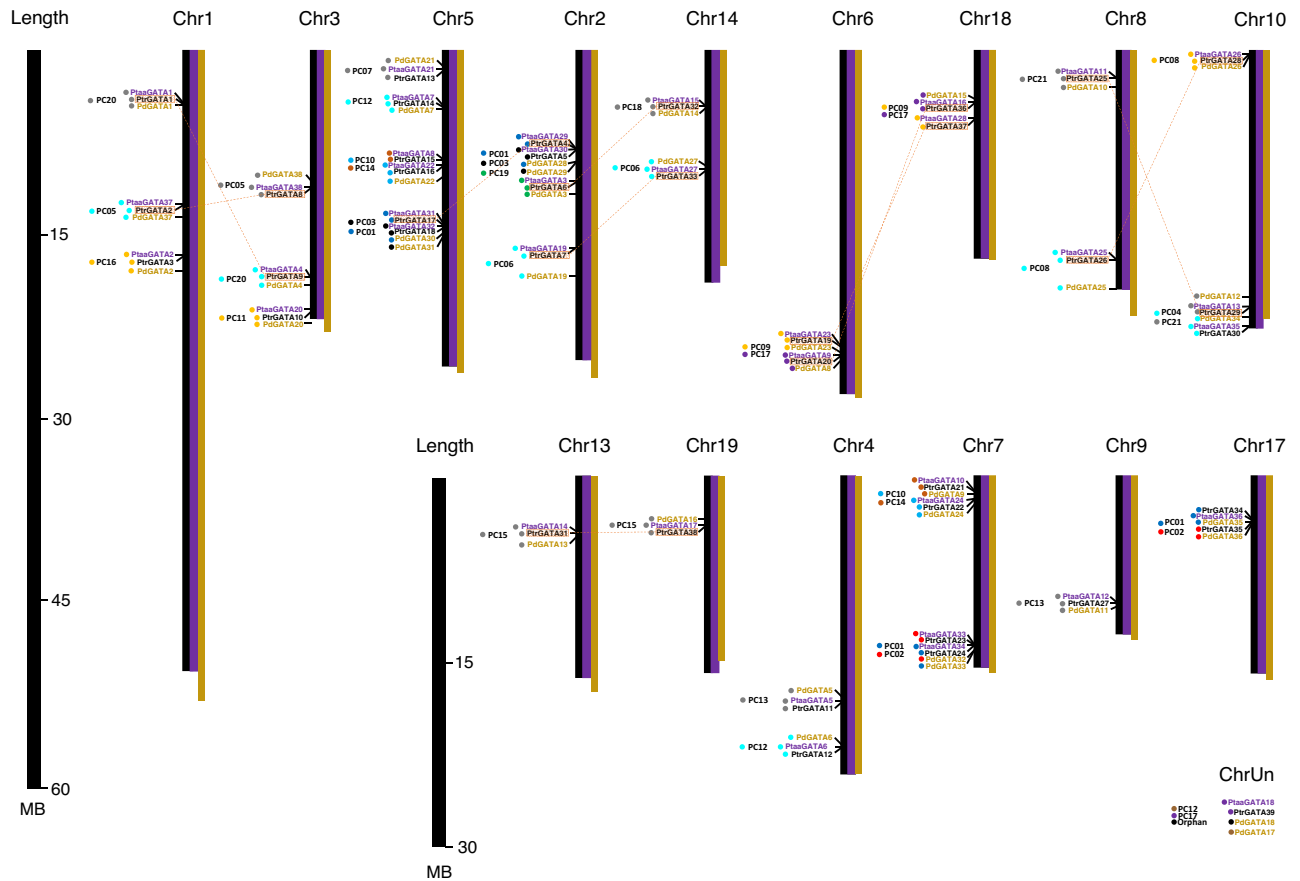 Length
Chr1
Chr3
Chr5
Chr2
Chr14
Chr6
Chr18
Chr8
Chr10
15
30
45
60
MB
PtaaGATA1
PC20
PtrGATA1
PdGATA1
PtaaGATA37
PC05
PtrGATA2
PdGATA37
PtaaGATA2
PC16
PtrGATA3
PdGATA2
PdGATA38
PC05
PtaaGATA38
PtrGATA8
PtaaGATA4
PC20
PtrGATA9
PdGATA4
PtaaGATA20
PC11
PtrGATA10
PdGATA20
PdGATA21
PC07
PtaaGATA21
PtrGATA13
PtaaGATA7
PC12
PtrGATA14
PdGATA7
PtaaGATA8
PC10
PtrGATA15
PC14
PtaaGATA22
PtrGATA16
PdGATA22
PtaaGATA31
PC03
PtrGATA17
PtaaGATA32
PC01
PtrGATA18
PdGATA30
PdGATA31
PtaaGATA29
PtrGATA4
PC01
PtaaGATA30
PtrGATA5
PC03
PdGATA28
PC19
PdGATA29
PtaaGATA3
PtrGATA6
PdGATA3
PtaaGATA19
PtrGATA7
PC06
PdGATA19
PtaaGATA15
PC18
PtrGATA32
PdGATA14
PdGATA27
PC06
PtaaGATA27
PtrGATA33
PtaaGATA23
PtrGATA19
PC09
PdGATA23
PC17
PtaaGATA9
PtrGATA20
PdGATA8
PdGATA15
PtaaGATA16
PC09
PtrGATA36
PC17
PtaaGATA28
PtrGATA37
PtaaGATA11
PC21
PtrGATA25
PdGATA10
PtaaGATA25
PtrGATA26
PC08
PdGATA25
PtaaGATA26
PC08
PtrGATA28
PdGATA26
PdGATA12
PtaaGATA13
PC04
PtrGATA29
PC21
PdGATA34
PtaaGATA35
PtrGATA30
Length
Chr13
Chr19
Chr4
Chr7
Chr9
Chr17
15
30
MB
PtaaGATA14
PC15
PtrGATA31
PdGATA13
PdGATA16
PC15
PtaaGATA17
PtrGATA38
PdGATA5
PC13
PtaaGATA5
PtrGATA11
PdGATA6
PC12
PtaaGATA6
PtrGATA12
PtaaGATA10
PtrGATA21
PC10
PdGATA9
PC14
PtaaGATA24
PtrGATA22
PdGATA24
PtaaGATA33
PtrGATA23
PC01
PtaaGATA34
PC02
PtrGATA24
PdGATA32
PdGATA33
PtaaGATA12
PC13
PtrGATA27
PdGATA11
PtrGATA34
PtaaGATA36
PC01
PdGATA35
PC02
PtrGATA35
PdGATA36
ChrUn
PtaaGATA18
PC12
PtrGATA39
PC17
Orphan
PdGATA18
PdGATA17